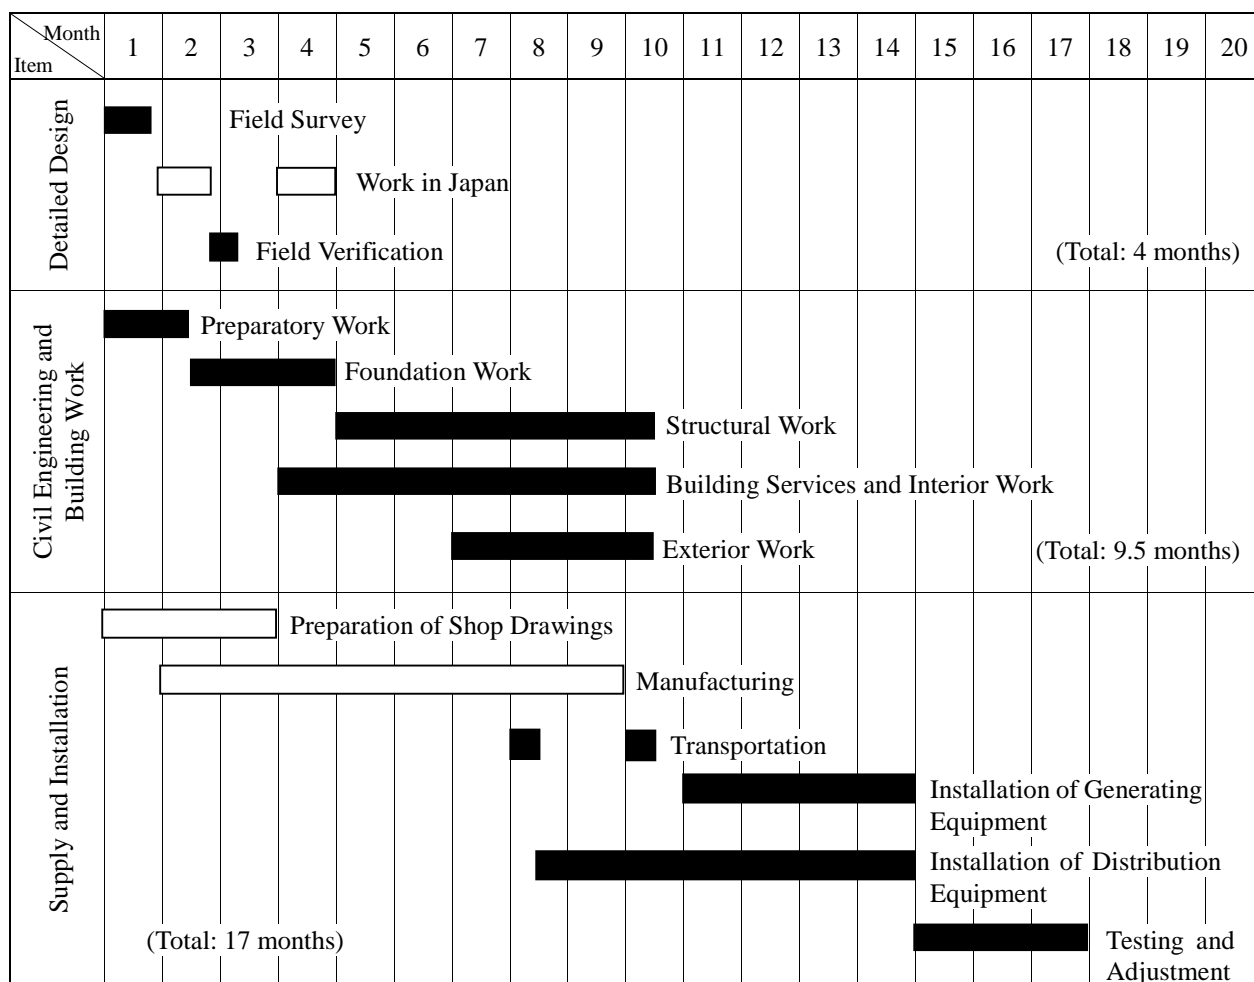 Month
Item
1 2 3 4 5 6 7 8 9 10 11 12 13 14 15 16 17 18 19 20
Detailed Design
Field Survey
Work in Japan
Field Verification
(Total: 4 months)
Civil Engineering and
Building Work
Preparatory Work
Foundation Work
Structural Work
Building Services and Interior Work
Exterior Work
(Total: 9.5 months)
Supply and Installation
Preparation of Shop Drawings
Manufacturing
Transportation
Installation of Generating
Equipment
Installation of Distribution
Equipment
(Total: 17 months)
Testing and
Adjustment